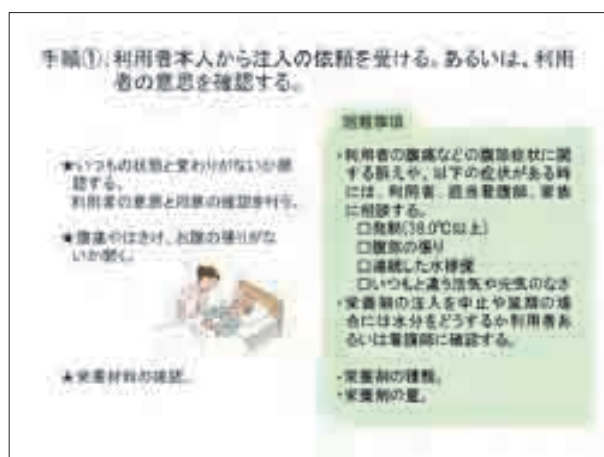 手順①:利用者本人から注入の依頼を受ける。あるいは、利用
者の意思を確認する。
★いつもの状態と変わりがないか確
認する。
利用者の意思と同意の確認を行う。
★腹痛やはきけ、お腹の張りがな
いか聞く。
★栄養材料の確認。
留意事項
・利用者の腹痛などの腹部症状に関
する訴えや、以下の症状がある時
には、利用者、担当看護師、家族
に相談する。
□発熱(38.0℃以上)
□腹部の張り
□連続した水様便
□いつもと違う活気や元気のなさ
・栄養剤の注入を中止や延期の場
合には水分をどうするか利用者あ
るいは看護師に確認する。
・栄養剤の種類。
・栄養剤の量。